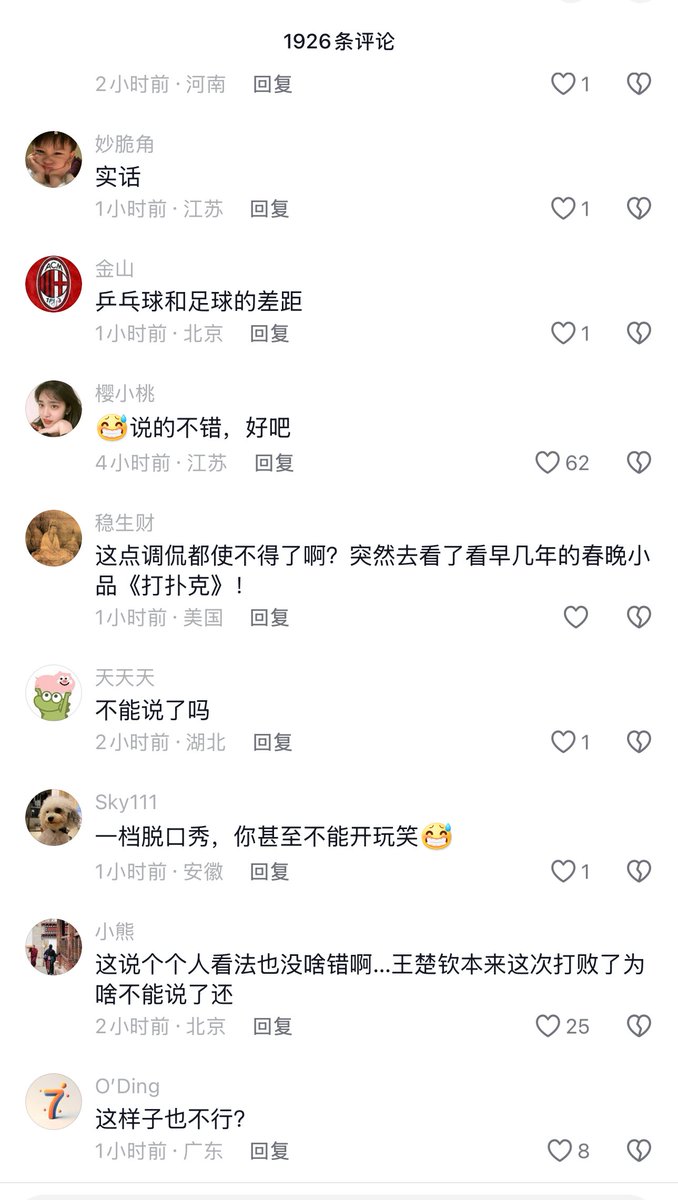 1926条评论
2小时前·河南 回复 1
妙脆角
实话
1小时前·江苏 回复 1
金山
乒乓球和足球的差距
1小时前·北京 回复 1
樱小桃
😅说的不错，好吧
4小时前·江苏 回复 62
稳生财
这点调侃都使不得了啊？突然去看了看早几年的春晚小
品《打扑克》！
1小时前·美国 回复
天天天
不能说了吗
2小时前·湖北 回复 1
Sky111
一档脱口秀，你甚至不能开玩笑😅
1小时前·安徽 回复 1
小熊
这说个个人看法也没啥错啊...王楚钦本来这次打败了为
啥不能说了还
2小时前·北京 回复 25
O'Ding
这样子也不行？
1小时前·广东 回复 8